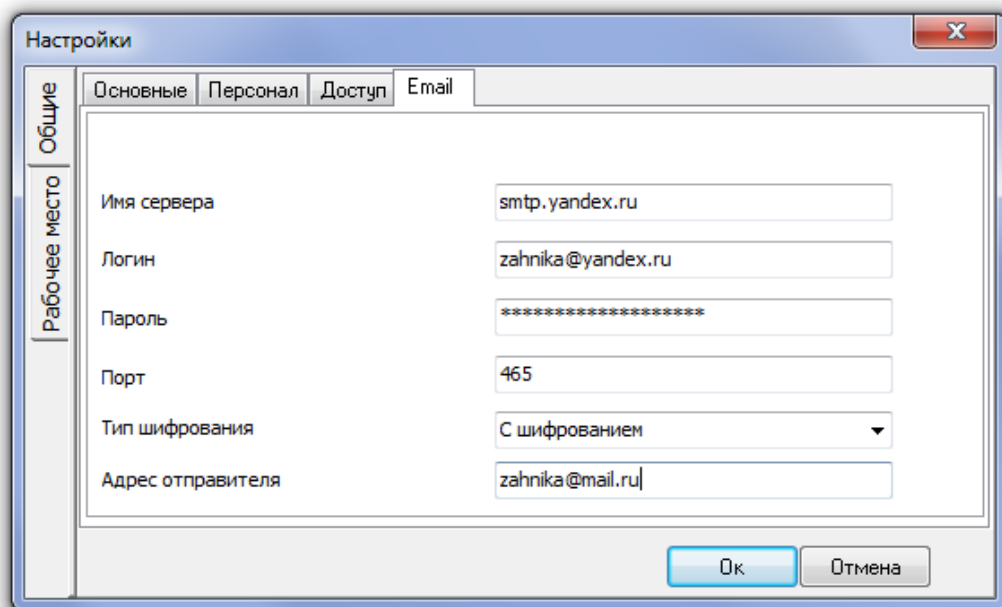 Настройки
Общие
Рабочее место
Основные Персонал Доступ Email
Имя сервера smtp.yandex.ru
Логин zahnika@yandex.ru
Пароль *******************
Порт 465
Тип шифрования С шифрованием
Адрес отправителя zahnika@mail.ru
Ок Отмена